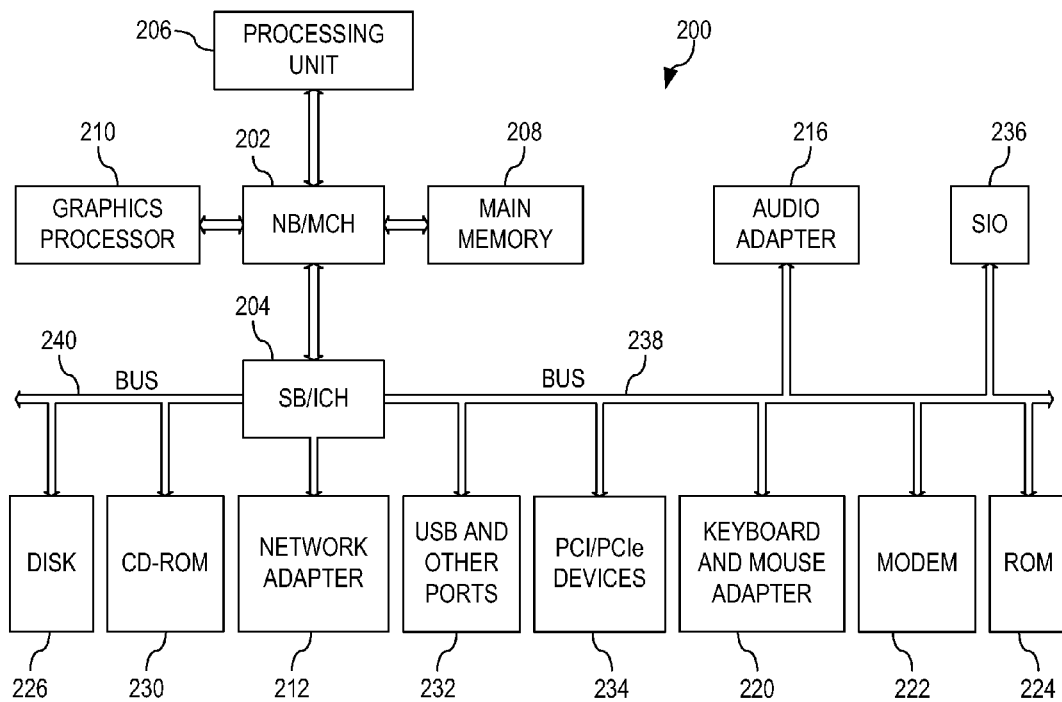 206
PROCESSING
UNIT
200
210
202
208
216
236
GRAPHICS
PROCESSOR
NB/MCH
MAIN
MEMORY
AUDIO
ADAPTER
SIO
204
240
BUS
SB/ICH
BUS
238
DISK
CD-ROM
NETWORK
ADAPTER
USB AND
OTHER
PORTS
PCI/PCIe
DEVICES
KEYBOARD
AND MOUSE
ADAPTER
MODEM
ROM
226
230
212
232
234
220
222
224